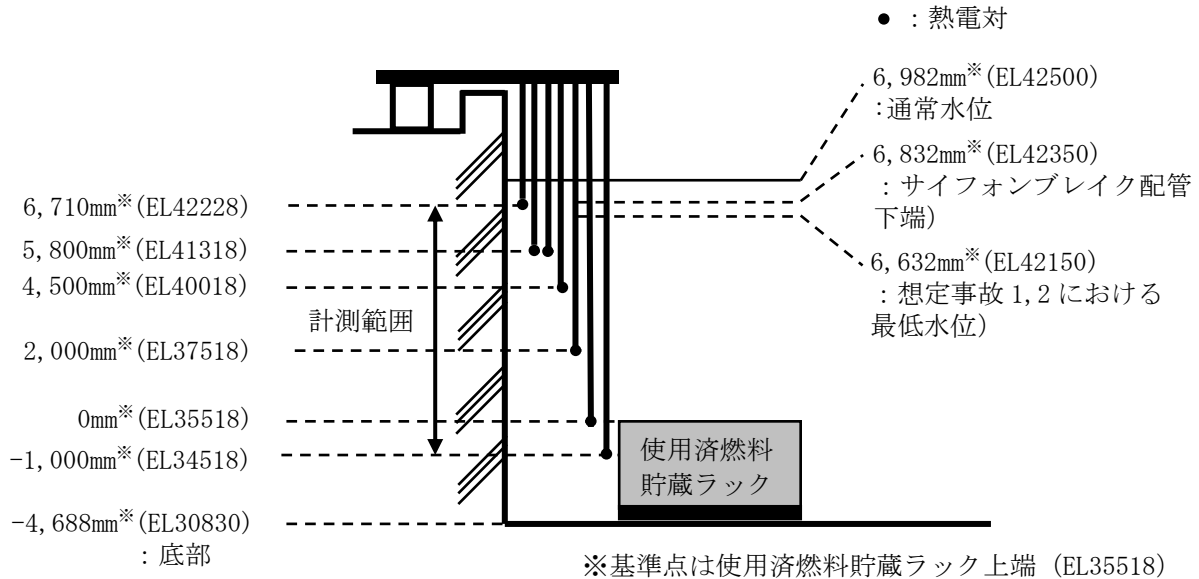 ● : 熱電対
6,982mm※(EL42500)
:通常水位
6,832mm※(EL42350)
: サイフォンブレイク配管
下端)
6,632mm※(EL42150)
: 想定事故 1,2 における
最低水位)
6,710mm※(EL42228)
5,800mm※(EL41318)
4,500mm※(EL40018)
計測範囲
2,000mm※(EL37518)
0mm※(EL35518)
-1,000mm※(EL34518)
使用済燃料
貯蔵ラック
-4,688mm※(EL30830)
: 底部
※基準点は使用済燃料貯蔵ラック上端 (EL35518)